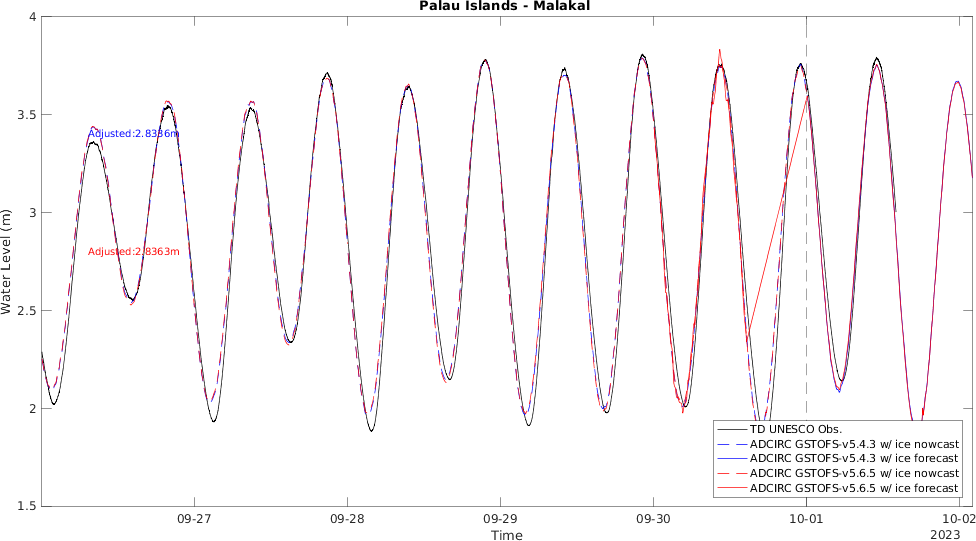 Palau Islands - Malakal
4
3.5
3
2.5
2
1.5
Water Level (m)
Adjusted:2.8336m
Adjusted:2.8363m
TD UNESCO Obs.
ADCIRC GSTOFS-v5.4.3 w/ ice nowcast
ADCIRC GSTOFS-v5.4.3 w/ ice forecast
ADCIRC GSTOFS-v5.6.5 w/ ice nowcast
ADCIRC GSTOFS-v5.6.5 w/ ice forecast
09-27 09-28 09-29 09-30 10-01 10-02
Time
2023